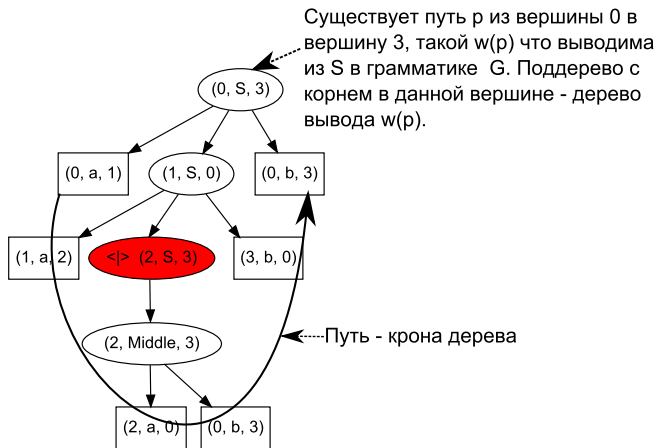 Существует путь p из вершины 0 в
вершину 3, такой w(p) что выводима
из S в грамматике G. Поддерево с
корнем в данной вершине - дерево
вывода w(p).
(0, S, 3)
(0, a, 1)
(1, S, 0)
(0, b, 3)
(1, a, 2)
<|> (2, S, 3)
(3, b, 0)
Путь - крона дерева
(2, Middle, 3)
(2, a, 0)
(0, b, 3)